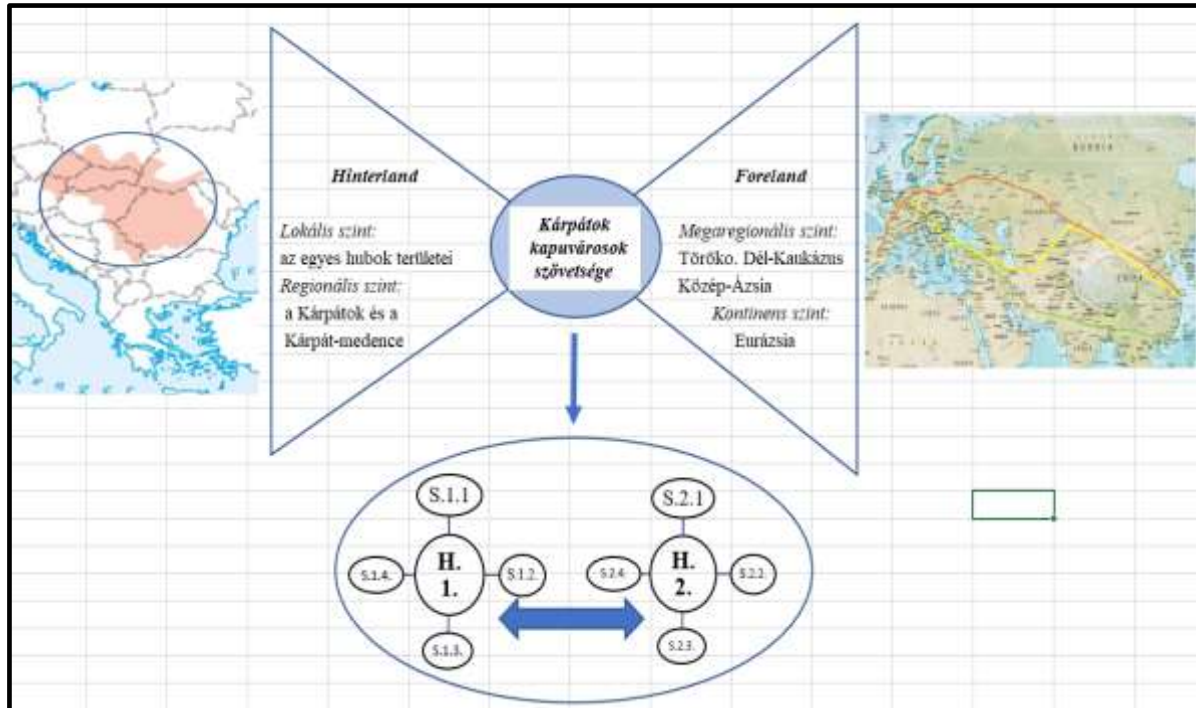 Hinterland
Lokális szint:
az egyes hubok területei
Regionális szint:
a Kárpátok és a
Kárpát-medence
Kárpátok
kapuvárosok
szövetsége
Foreland
Megaregionális szint:
Töröko. Dél-Kaukázus
Közép-Ázsia
Kontinens szint:
Eurázsia
S.1.1
H.
1.
S.1.4.
S.1.2.
S.1.3.
S.2.1
H.
2.
S.2.4.
S.2.2.
S.2.3.
RUSSIA
CHINA